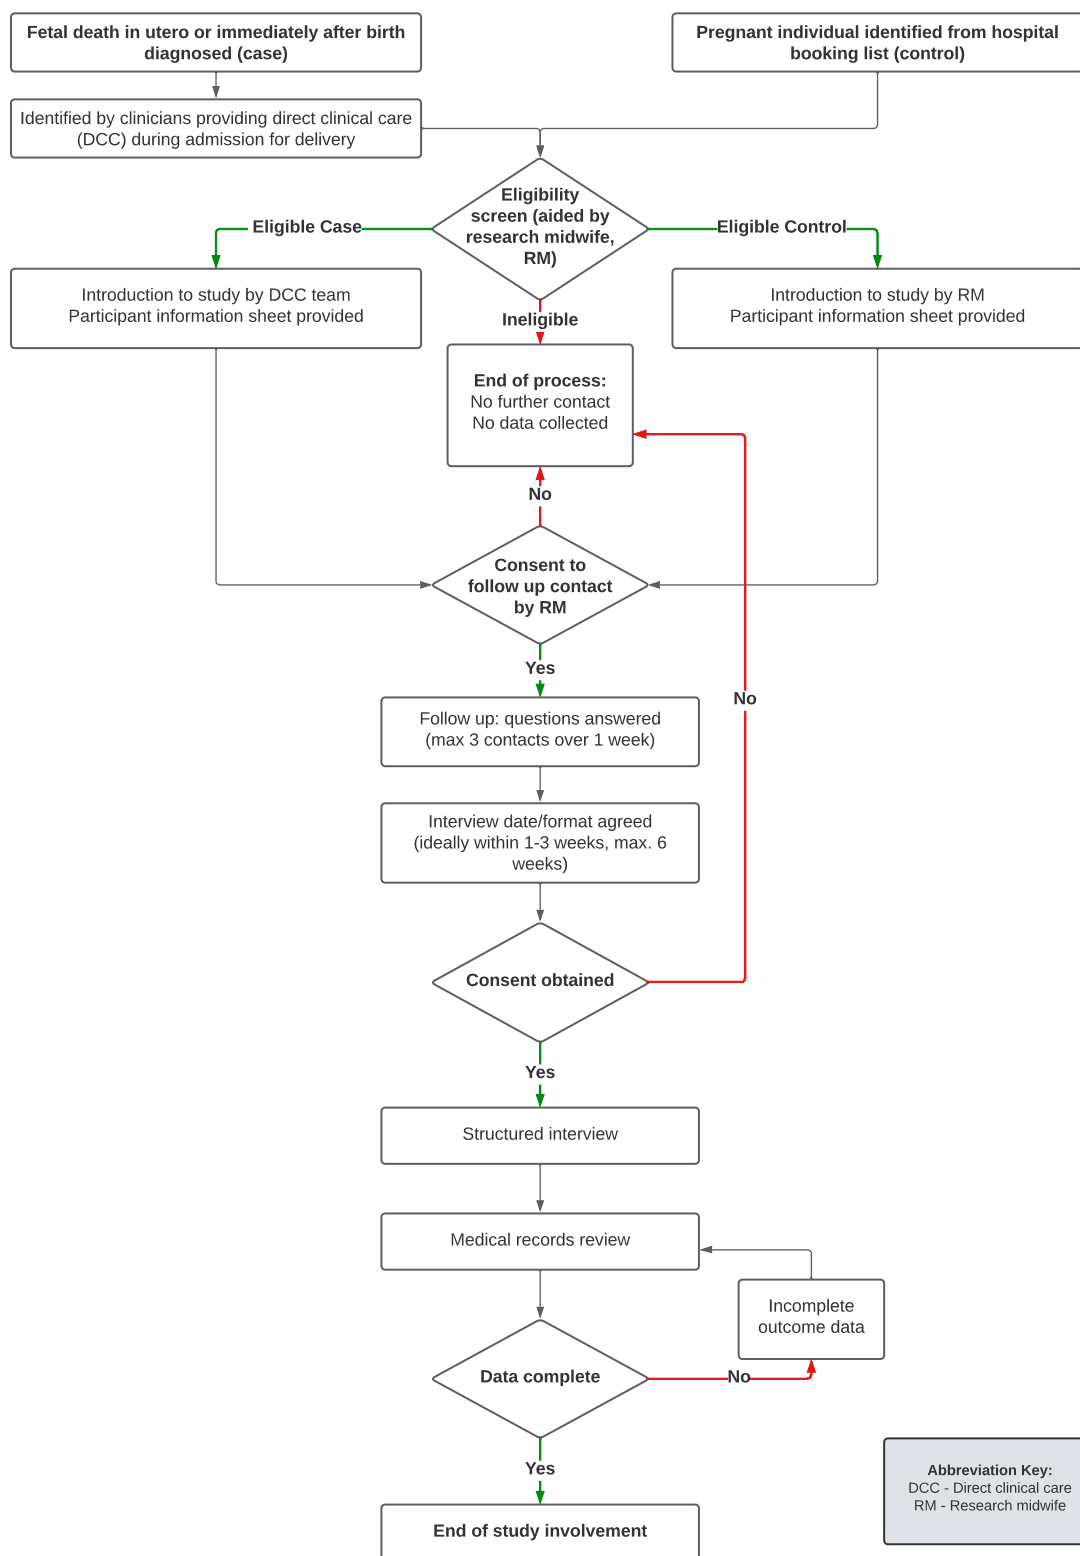 Fetal death in utero or immediately after birth
diagnosed (case)
Pregnant individual identified from hospital
booking list (control)
Identified by clinicians providing direct clinical care
(DCC) during admission for delivery
Eligibility
screen (aided by
research midwife,
RM)
Eligible Case
Eligible Control
Introduction to study by DCC team
Participant information sheet provided
Introduction to study by RM
Participant information sheet provided
Ineligible
End of process:
No further contact
No data collected
No
Consent to
follow up contact
by RM
Yes
No
Follow up: questions answered
(max 3 contacts over 1 week)
Interview date/format agreed
(ideally within 1-3 weeks, max. 6
weeks)
Consent obtained
Yes
Structured interview
Medical records review
Incomplete
outcome data
Data complete
No
Yes
End of study involvement
Abbreviation Key:
DCC - Direct clinical care
RM - Research midwife